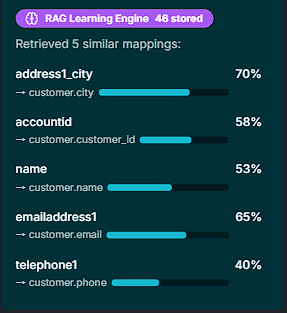 RAG Learning Engine 46 stored
Retrieved 5 similar mappings:
address1_city 70%
→ customer.city
accountid 58%
→ customer.customer_id
name 53%
→ customer.name
emailaddress1 65%
→ customer.email
telephone1 40%
→ customer.phone